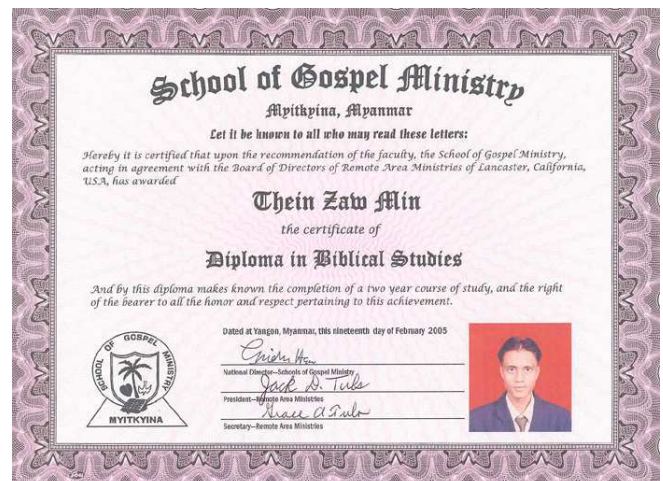 School of Gospel Ministry
Myitkyina, Myanmar
Let it be known to all who may read these letters:
Hereby it is certified that upon the recommendation of the faculty, the School of Gospel Ministry,
acting in agreement with the Board of Directors of Remote Area Ministries of Lancaster, California,
USA, has awarded
Thein Zaw Min
the certificate of
Diploma in Biblical Studies
And by this diploma makes known the completion of a two year course of study, and the right
of the bearer to all the honor and respect pertaining to this achievement.
Dated at Yangon, Myanmar, this nineteenth day of February 2005
National Director–Schools of Gospel Ministry
Jack D.
President–Remote Area Ministries
Grace A
Secretary–Remote Area Ministries
SCHOOL OF GOSPEL MINISTRY
MYITKYINA